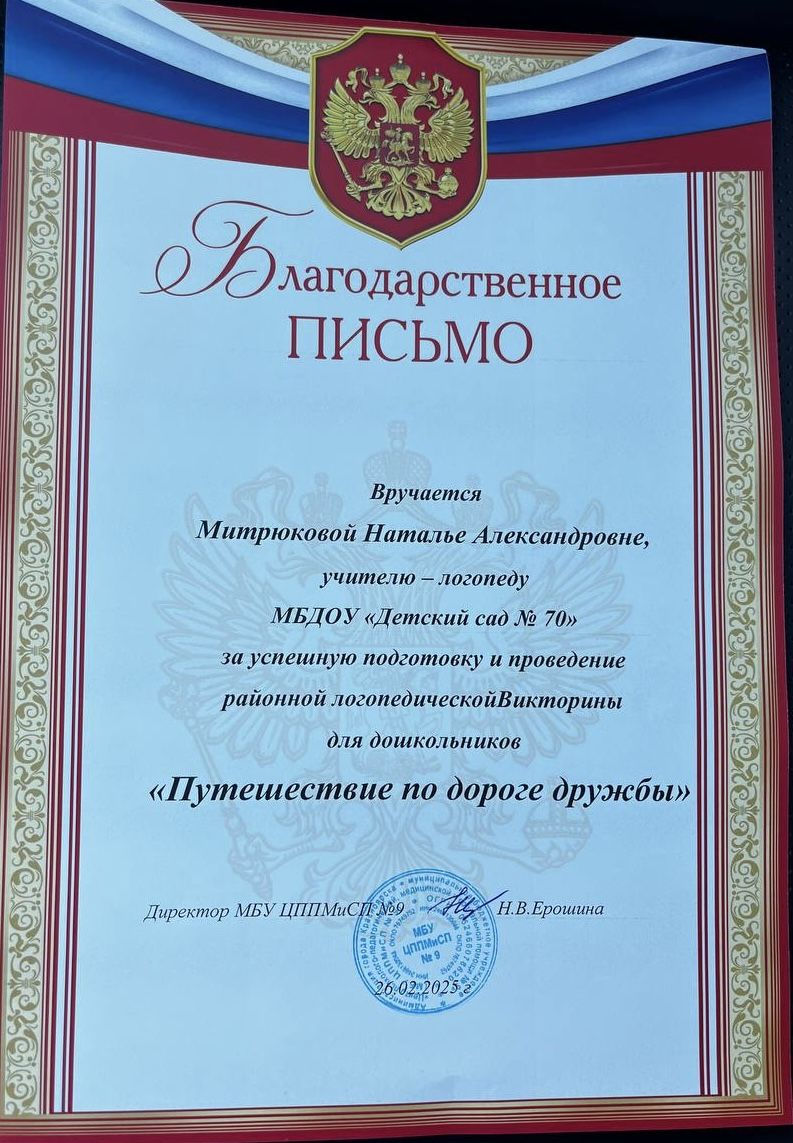 Благодарственное
ПИСЬМО
Вручается
Митрюковой Наталье Александровне,
учителю – логопеду
МБДОУ «Детский сад № 70»
за успешную подготовку и проведение
районной логопедическойВикторины
для дошкольников
«Путешествие по дороге дружбы»
Директор МБУ ЦППМиСП №9 Н.В.Ерошина
МБУ
ЦППМиСП
№ 9
26.02.2025 г